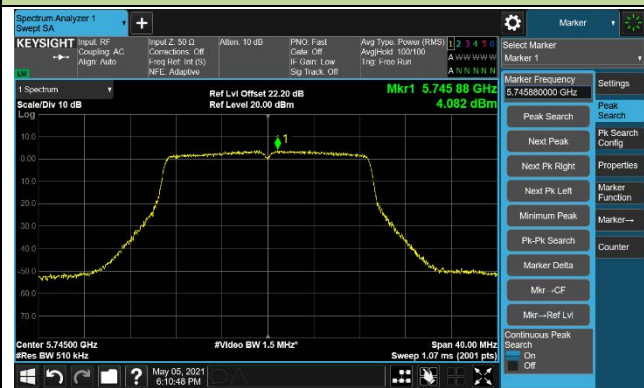 Spectrum Analyzer 1
Swept SA
Marker
KEYSIGHT
Input: RF
Coupling: AC
Align: Auto
Input Z: 50 Ω
Corrections: Off
Freq Ref: Int (S)
NFE: Adaptive
Atten: 10 dB
PNO: Fast
Gate: Off
IF Gain: Low
Sig Track: Off
Avg Type: Power (RMS)
Avg|Hold: 100/100
Trig: Free Run
1 2 3 4 5 6
A W W W W W
A N N N N N
Select Marker
Marker 1
1 Spectrum
Scale/Div 10 dB
Log
Ref Lvl Offset 22.20 dB
Ref Level 20.00 dBm
Mkr1 5.745 88 GHz
4.082 dBm
1
10.0
0.00
-10.0
-20.0
-30.0
-40.0
-50.0
-60.0
-70.0
Center 5.74500 GHz
#Res BW 510 kHz
#Video BW 1.5 MHz*
Span 40.00 MHz
Sweep 1.07 ms (2001 pts)
Marker Frequency
5.745880000 GHz
Peak Search
Next Peak
Next Pk Right
Next Pk Left
Minimum Peak
Pk-Pk Search
Marker Delta
Mkr→CF
Mkr→Ref Lvl
Continuous Peak
Search
On
Off
Settings
Peak
Search
Pk Search
Config
Properties
Marker
Function
Marker→
Counter
May 05, 2021
6:10:48 PM